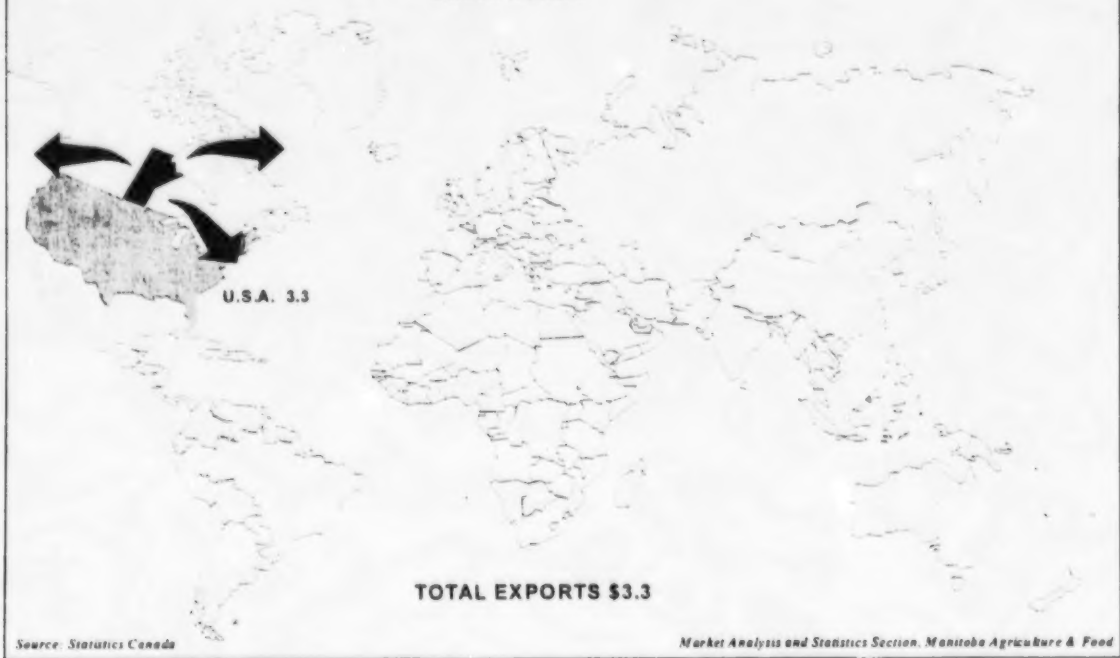 U.S.A. 3.3
TOTAL EXPORTS $3.3
Source: Statistics Canada
Market Analysis and Statistics Section, Manitoba Agriculture & Food